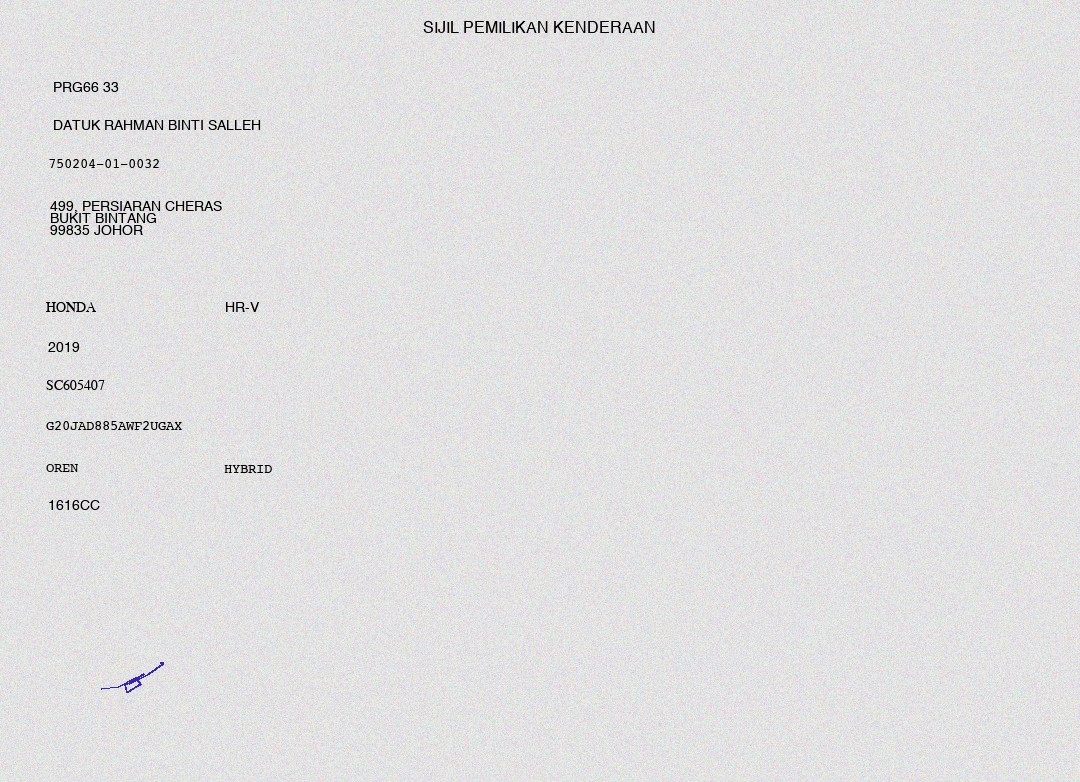 SIJIL PEMILIKAN KENDERAAN
PRG66 33
DATUK RAHMAN BINTI SALLEH
750204-01-0032
499, PERSIARAN CHERAS
BUKIT BINTANG
99835 JOHOR
HONDA HR-V
2019
SC605407
G20JAD885AWF2UGAX
OREN HYBRID
1616CC